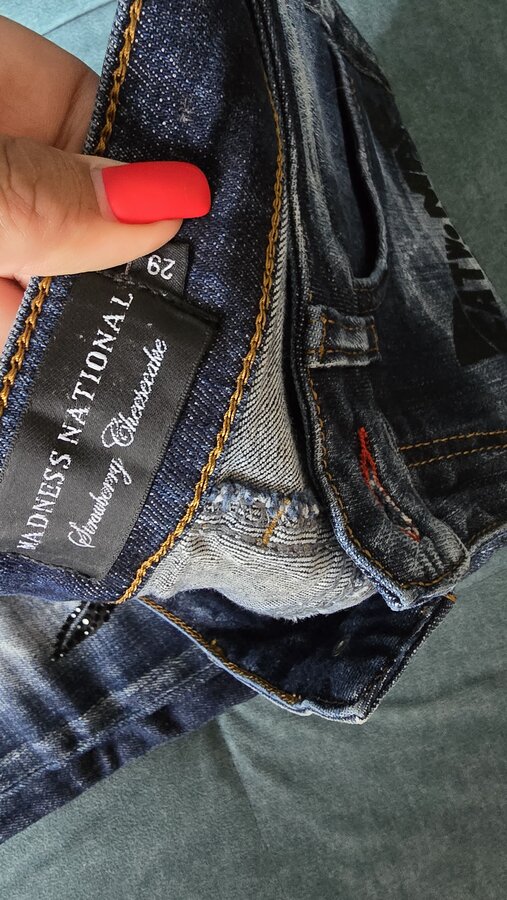 MADNESS NATIONAL
Strawberry Cheesecake
29